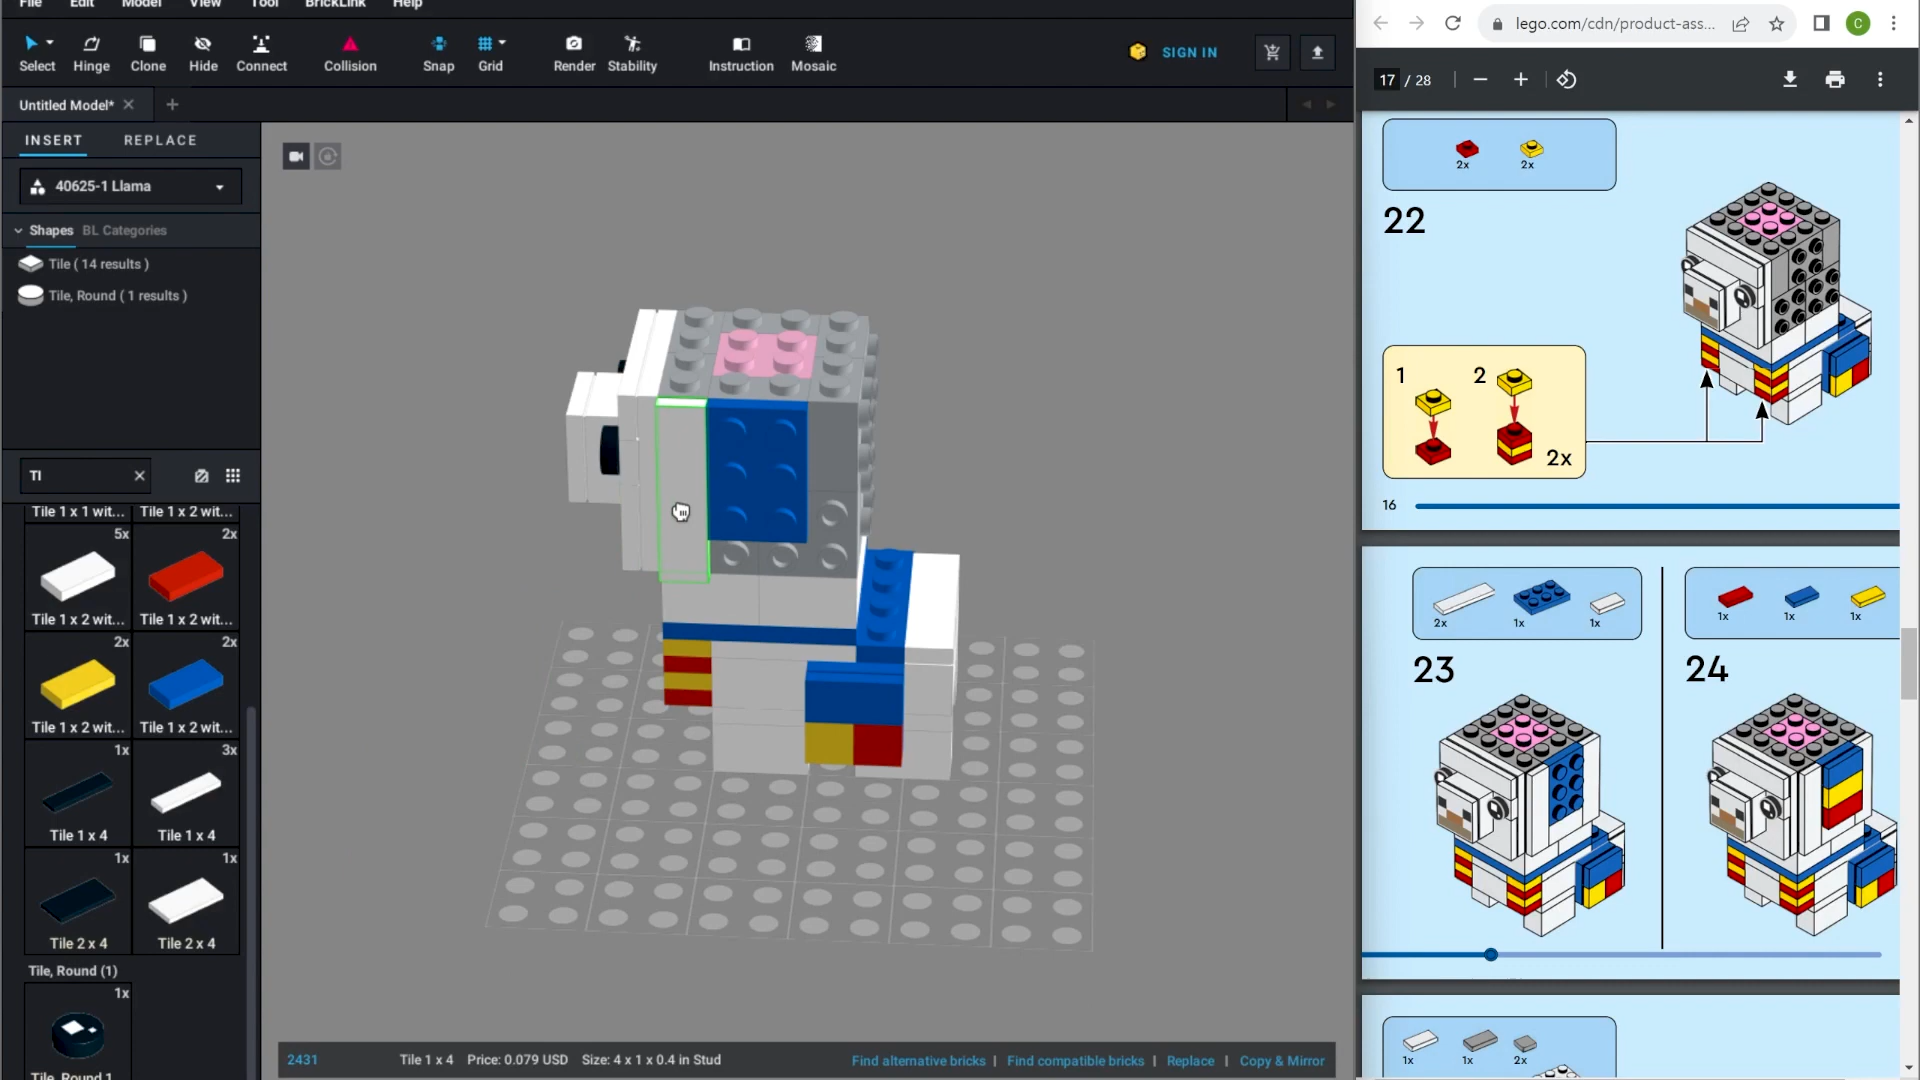 File Edit Model View Tool BrickLink Help
Select Hinge Clone Hide Connect Collision Snap Grid Render Stability Instruction Mosaic
SIGN IN
Untitled Model*
INSERT REPLACE
40625-1 Llama
Shapes BL Categories
Tile ( 14 results )
Tile, Round ( 1 results )
TI
Tile 1 x 1 wit... Tile 1 x 2 wit...
5x 2x
Tile 1 x 2 wit... Tile 1 x 2 wit...
2x 2x
Tile 1 x 2 wit... Tile 1 x 2 wit...
1x 3x
Tile 1 x 4 Tile 1 x 4
1x 1x
Tile 2 x 4 Tile 2 x 4
Tile, Round (1)
1x
Tile, Round 1
2431 Tile 1 x 4 Price: 0.079 USD Size: 4 x 1 x 0.4 in Stud Find alternative bricks | Find compatible bricks | Replace | Copy & Mirror
lego.com/cdn/product-ass...
C
17 / 28
2x 2x
22
1 2
2x
16
2x 1x 1x
23
1x 1x 1x
24
1x 1x 2x